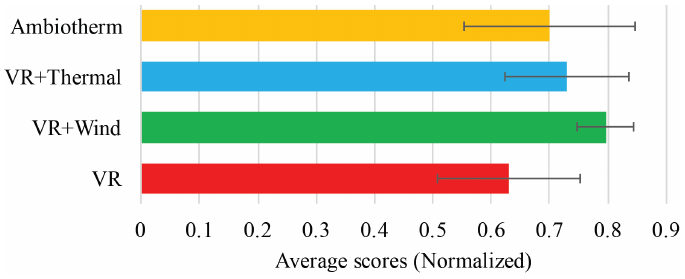 Ambiotherm
VR+Thermal
VR+Wind
VR
0 0.1 0.2 0.3 0.4 0.5 0.6 0.7 0.8 0.9
Average scores (Normalized)